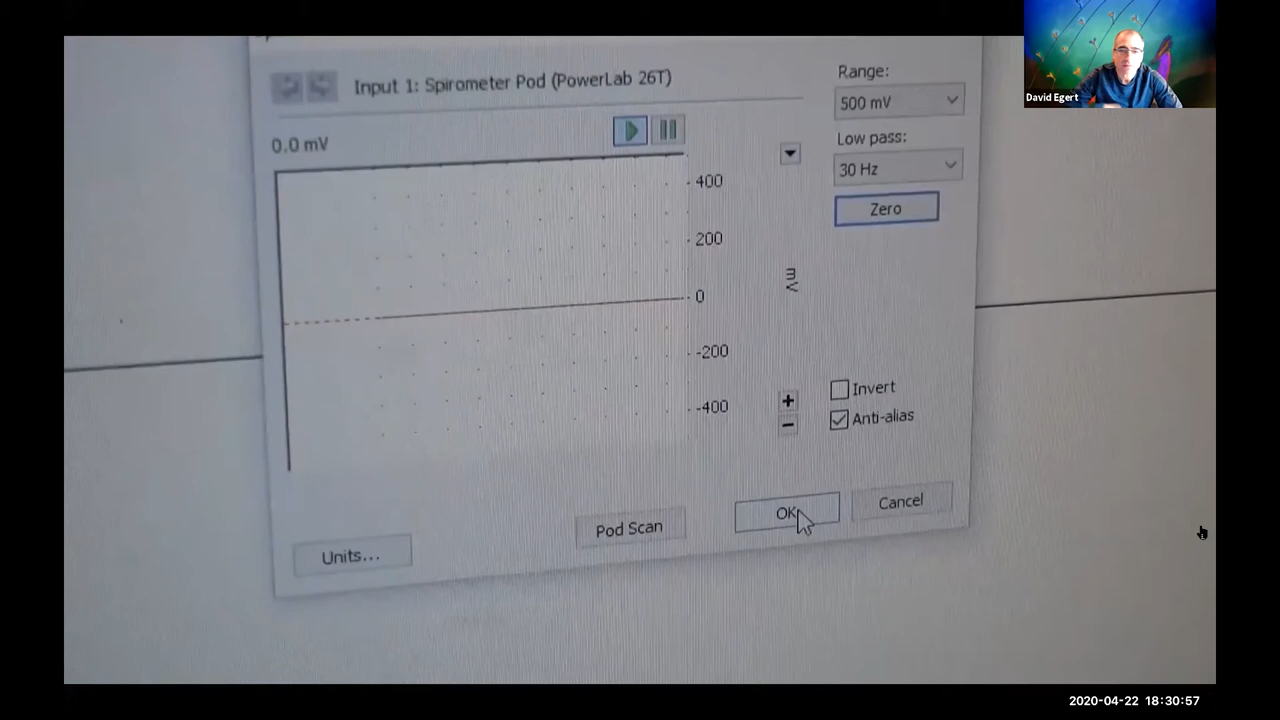 Input 1: Spirometer Pod (PowerLab 26T)
Range:
500 mV
0.0 mV
Low pass:
30 Hz
Zero
400
200
0
-200
-400
mV
+
−
Invert
Anti-alias
Units...
Pod Scan
OK
Cancel
David Egert
2020-04-22 18:30:57